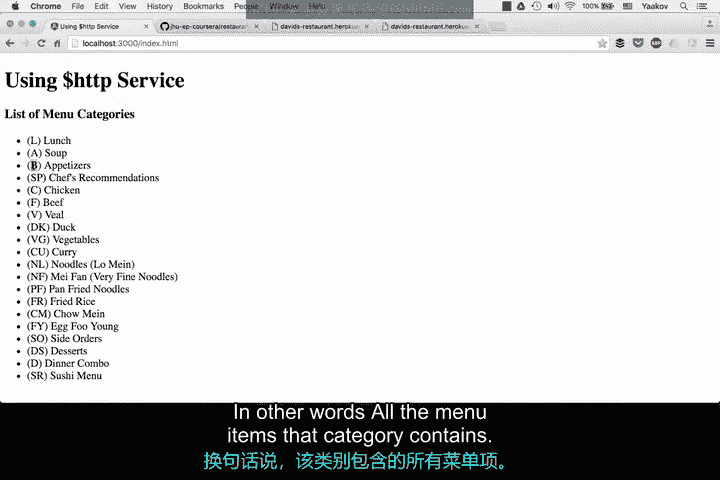 Chrome File Edit View History Bookmarks People Window Help 100% Yaakov
Using $http Service
jhu-ep-coursera/restauran
davids-restaurant.herokua
davids-restaurant.herokua
localhost:3000/index.html
Using $http Service
List of Menu Categories
• (L) Lunch
• (A) Soup
• (B) Appetizers
• (SP) Chef's Recommendations
• (C) Chicken
• (F) Beef
• (V) Veal
• (DK) Duck
• (VG) Vegetables
• (CU) Curry
• (NL) Noodles (Lo Mein)
• (NF) Mei Fan (Very Fine Noodles)
• (PF) Pan Fried Noodles
• (FR) Fried Rice
• (CM) Chow Mein
• (FY) Egg Foo Young
• (SO) Side Orders
• (DS) Desserts
• (D) Dinner Combo
• (SR) Sushi Menu
In other words All the menu
items that category contains.
换句话说，该类别包含的所有菜单项。